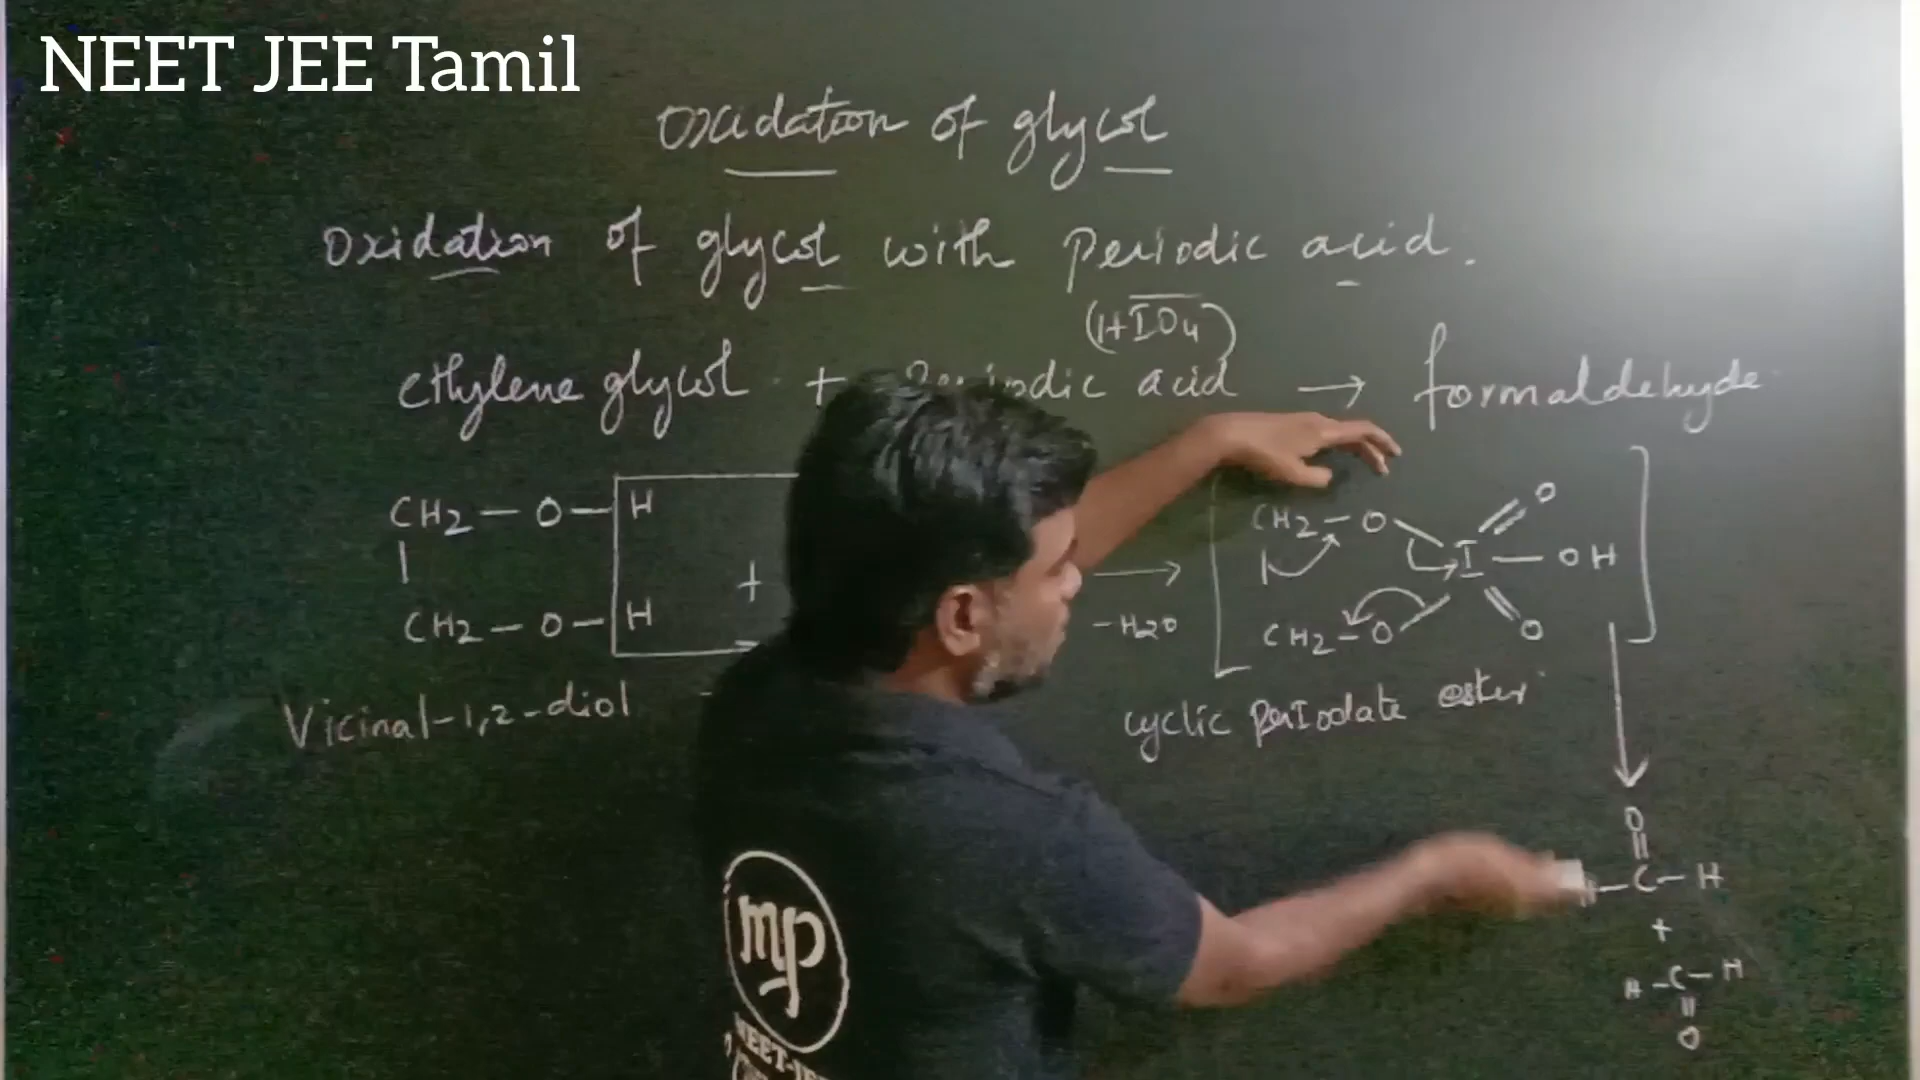 NEET JEE Tamil
Oxidation of glycol
Oxidation of glycol with Periodic acid.
(HIO4)
ethylene glycol + Periodic acid → formaldehyde
CH2 - O - H
+
CH2 - O - H
-H2O
CH2 - O
I
O
OH
CH2 - O
O
Vicinal-1,2-diol
cyclic periodate ester
O
C - H
+
H - C - H
O
mp